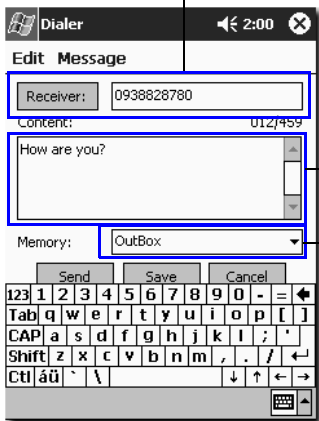 Dialer 2:00
Edit Message
Receiver: 0938828780
Content: 012/459
How are you?
Memory: OutBox
Send Save Cancel
123 1 2 3 4 5 6 7 8 9 0 - =
Tab q w e r t y u i o p [ ]
CAP a s d f g h j k l ; '
Shift z x c v b n m , . /
Ctl áü ` \